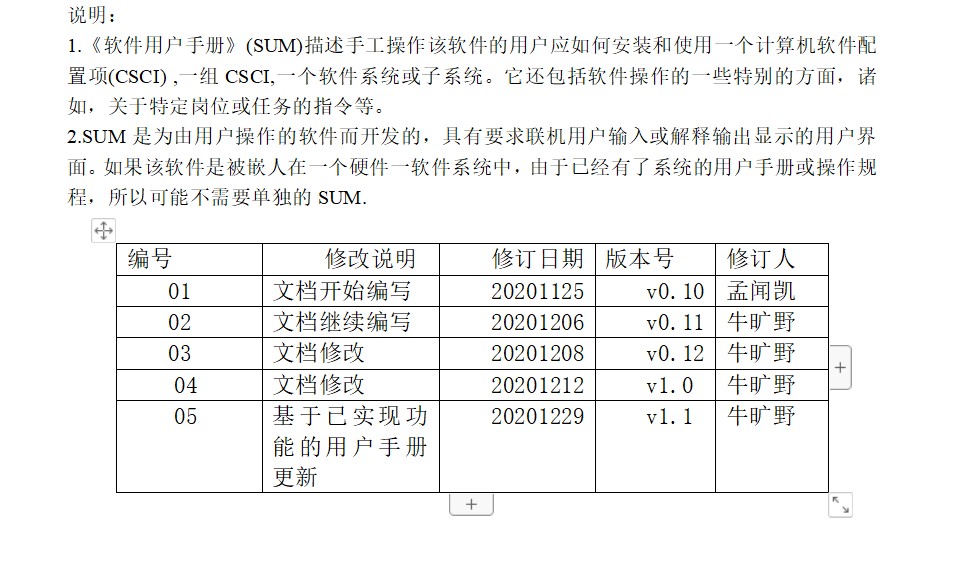 说明：
1.《软件用户手册》(SUM)描述手工操作该软件的用户应如何安装和使用一个计算机软件配
置项(CSCI) ,一组 CSCI,一个软件系统或子系统。它还包括软件操作的一些特别的方面，诸
如，关于特定岗位或任务的指令等。
2.SUM 是为由用户操作的软件而开发的，具有要求联机用户输入或解释输出显示的用户界
面。如果该软件是被嵌人在一个硬件一软件系统中，由于已经有了系统的用户手册或操作规
程，所以可能不需要单独的 SUM.
编号 修改说明 修订日期 版本号 修订人
01 文档开始编写 20201125 v0.10 孟闻凯
02 文档继续编写 20201206 v0.11 牛旷野
03 文档修改 20201208 v0.12 牛旷野
04 文档修改 20201212 v1.0 牛旷野
05 基于已实现功 20201229 v1.1 牛旷野
能的用户手册
更新